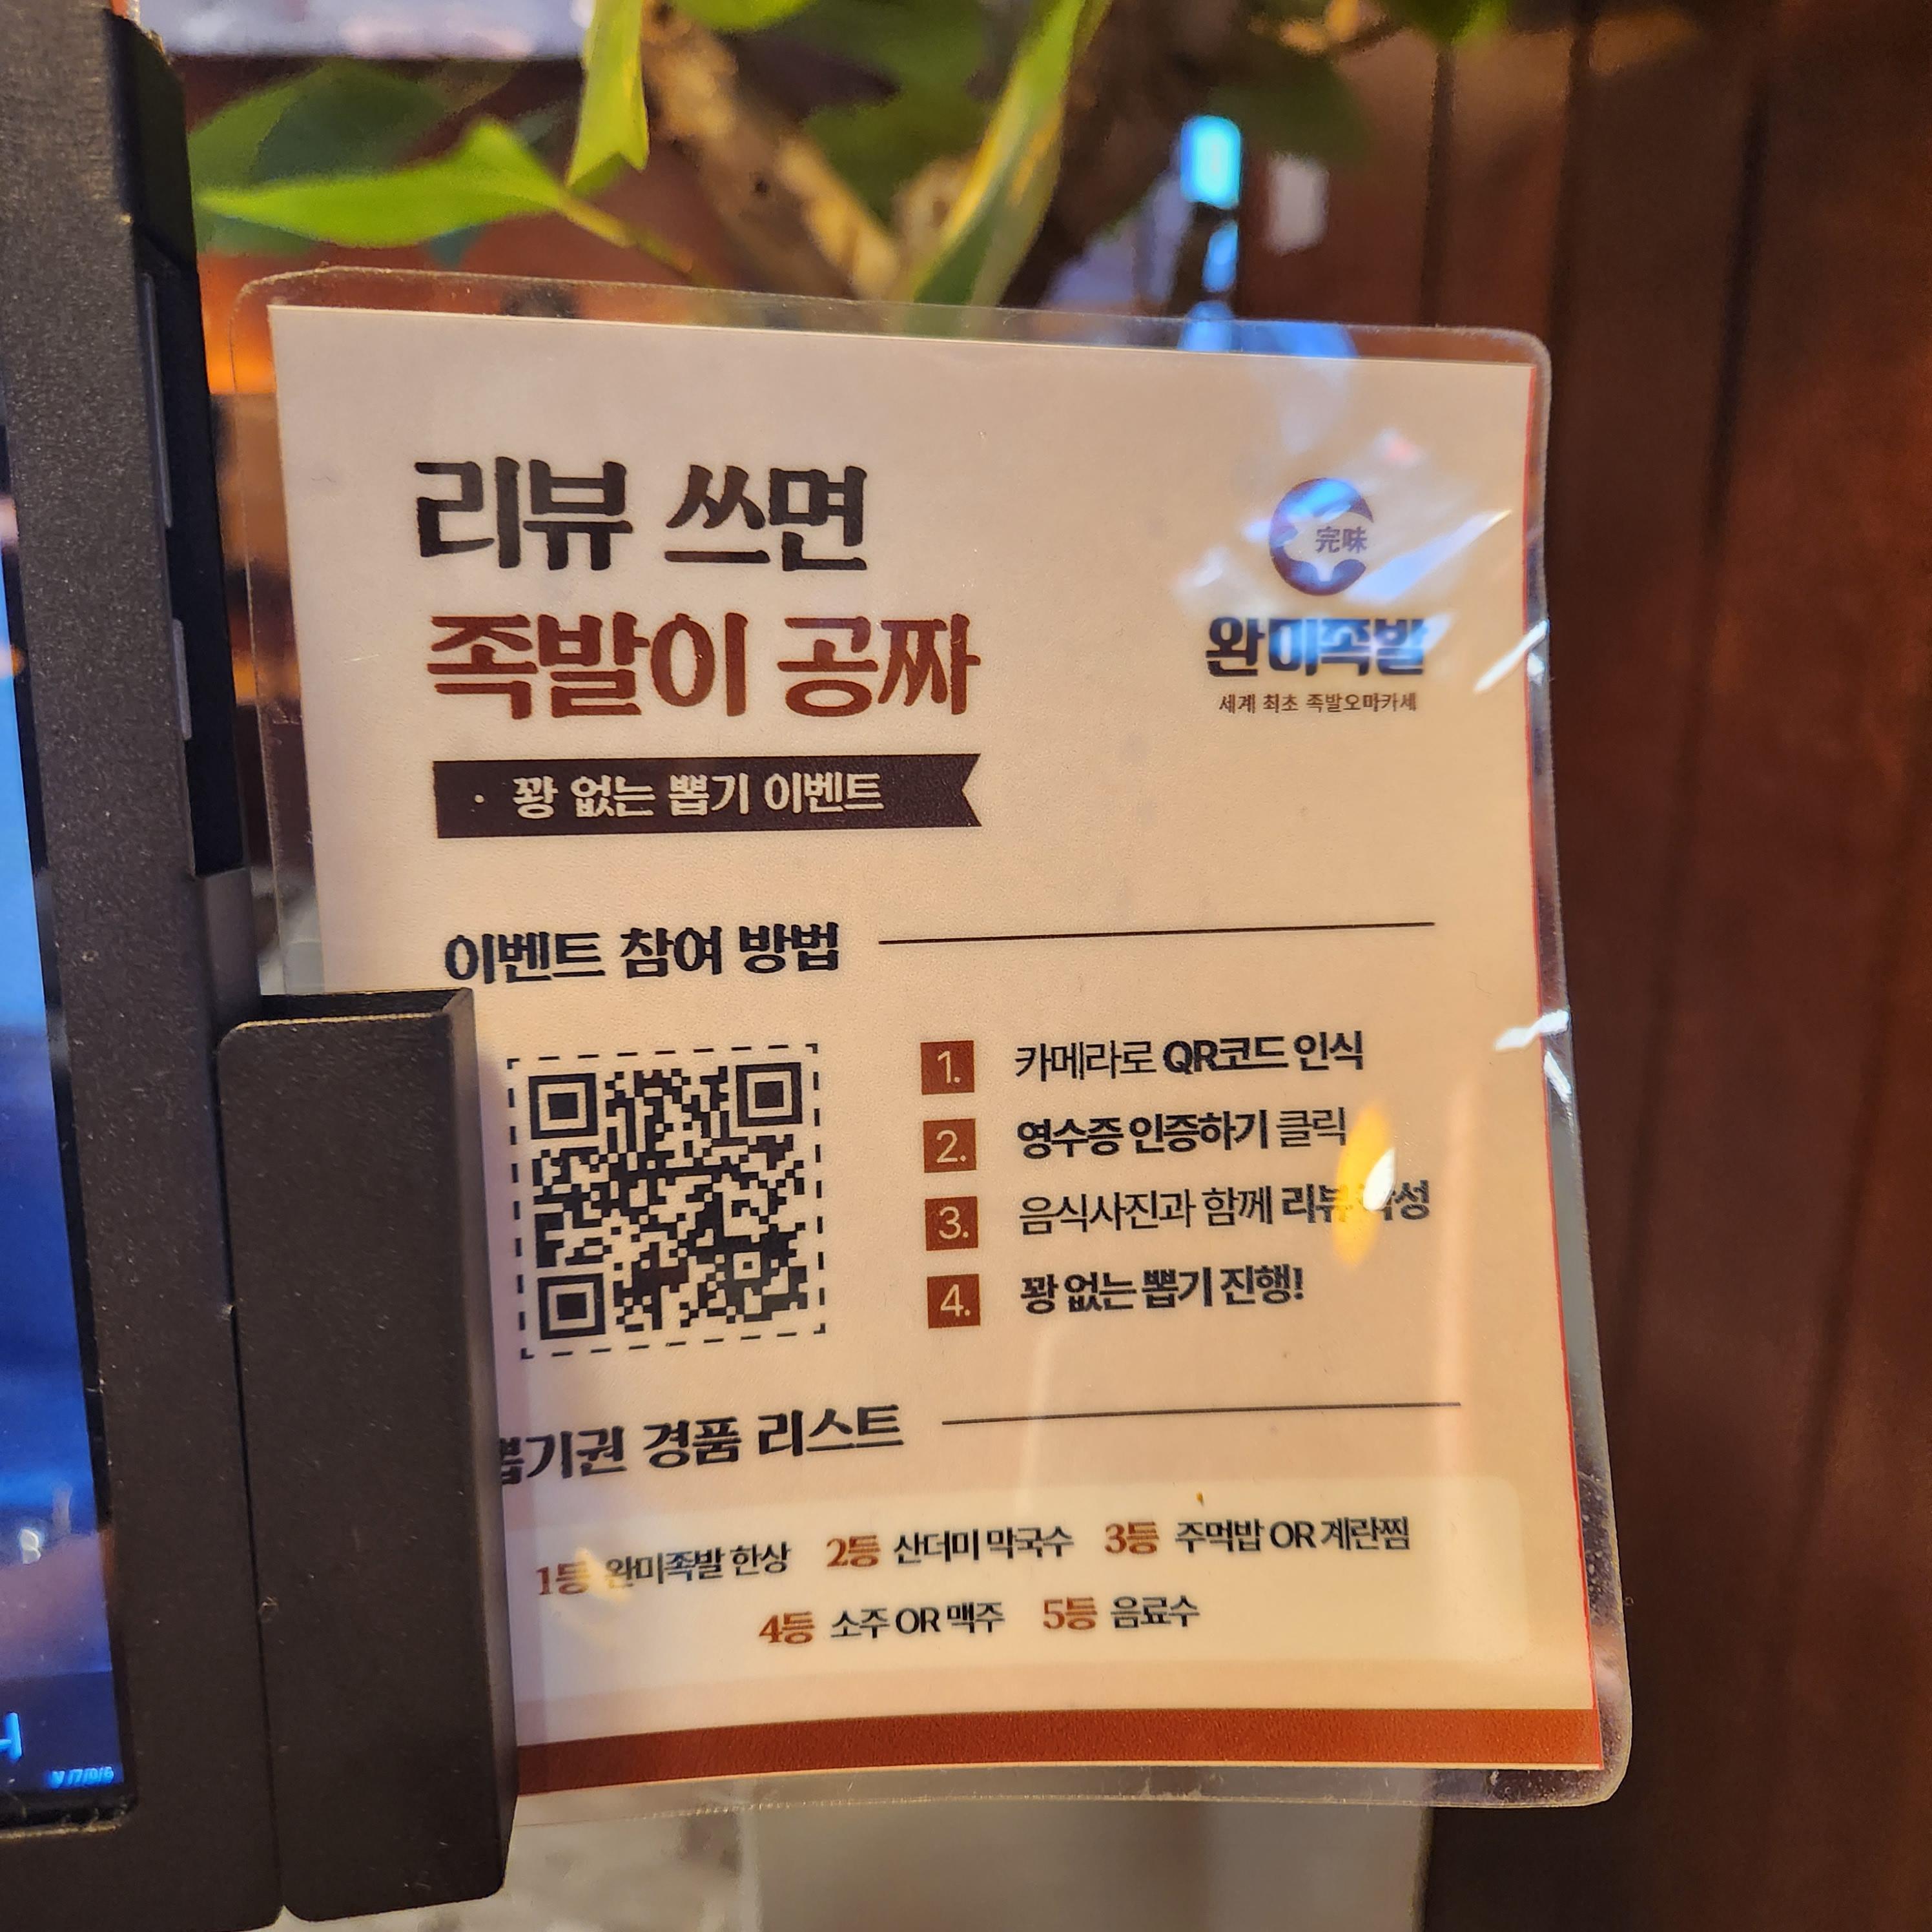 리뷰 쓰면
족발이 공짜
· 꽝 없는 뽑기 이벤트
完味
완미족발
세계 최초 족발오마카세
이벤트 참여 방법
1. 카메라로 QR코드 인식
2. 영수증 인증하기 클릭
3. 음식사진과 함께 리뷰 작성
4. 꽝 없는 뽑기 진행!
뽑기권 경품 리스트
1등 완미족발 한상 2등 산더미 막국수 3등 주먹밥 OR 계란찜
4등 소주 OR 맥주 5등 음료수